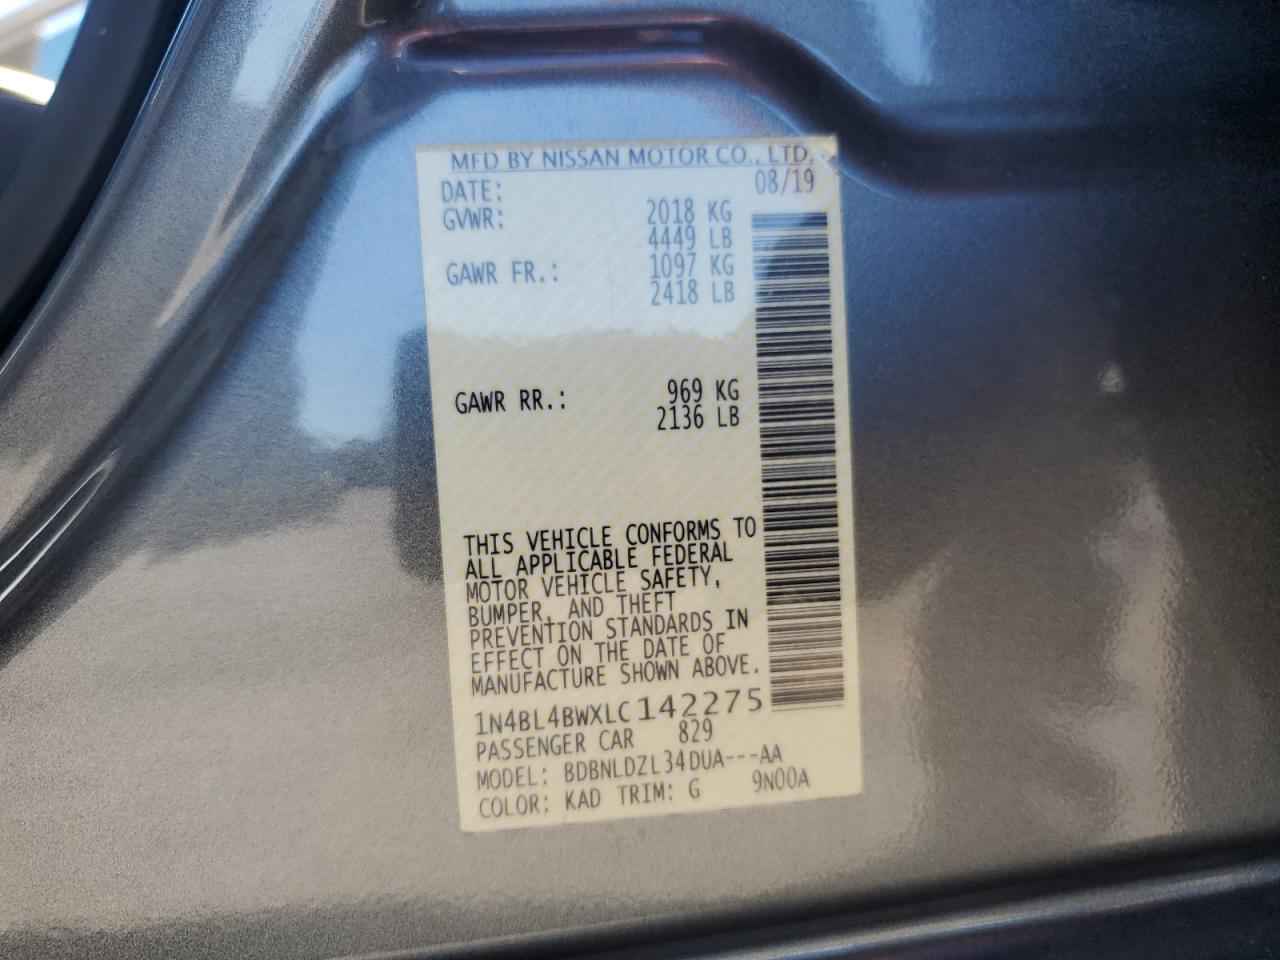 MFD BY NISSAN MOTOR CO., LTD.
DATE: 08/19
GVWR: 2018 KG
4449 LB
GAWR FR.: 1097 KG
2418 LB
GAWR RR.: 969 KG
2136 LB
THIS VEHICLE CONFORMS TO
ALL APPLICABLE FEDERAL
MOTOR VEHICLE SAFETY,
BUMPER, AND THEFT
PREVENTION STANDARDS IN
EFFECT ON THE DATE OF
MANUFACTURE SHOWN ABOVE.
1N4BL4BWXLC142275
PASSENGER CAR 829
MODEL: BDBNLDZL34DUA---AA
COLOR: KAD TRIM: G 9N00A